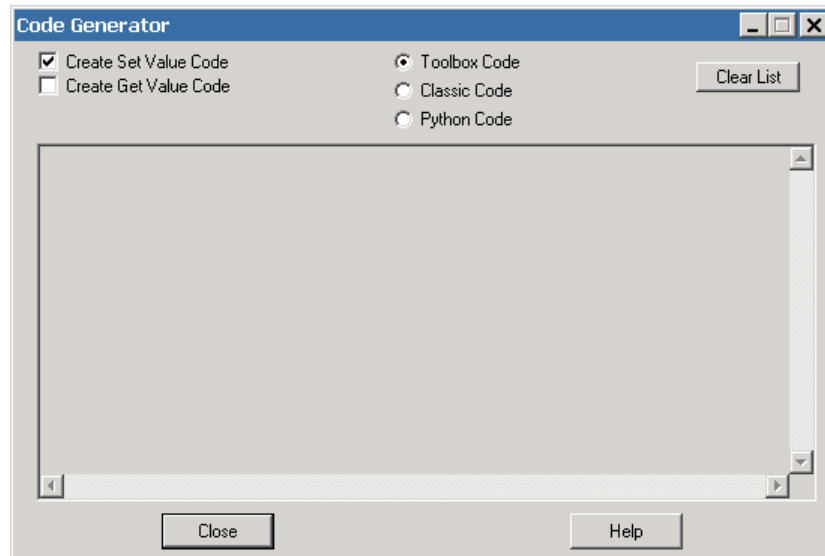 Code Generator
Create Set Value Code
Create Get Value Code
Toolbox Code
Classic Code
Python Code
Clear List
Close
Help